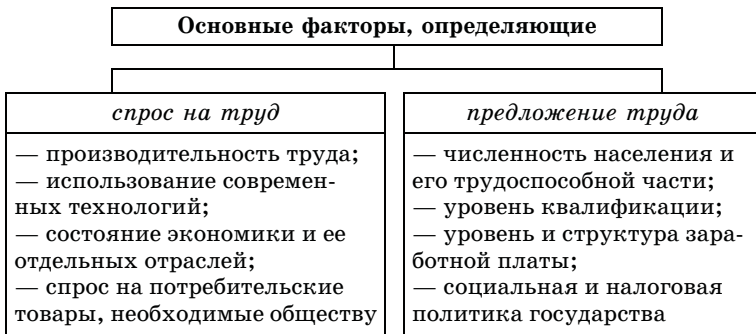 Основные факторы, определяющие
спрос на труд
— производительность труда;
— использование современ-
ных технологий;
— состояние экономики и ее
отдельных отраслей;
— спрос на потребительские
товары, необходимые обществу
предложение труда
— численность населения и
его трудоспособной части;
— уровень квалификации;
— уровень и структура зара-
ботной платы;
— социальная и налоговая
политика государства